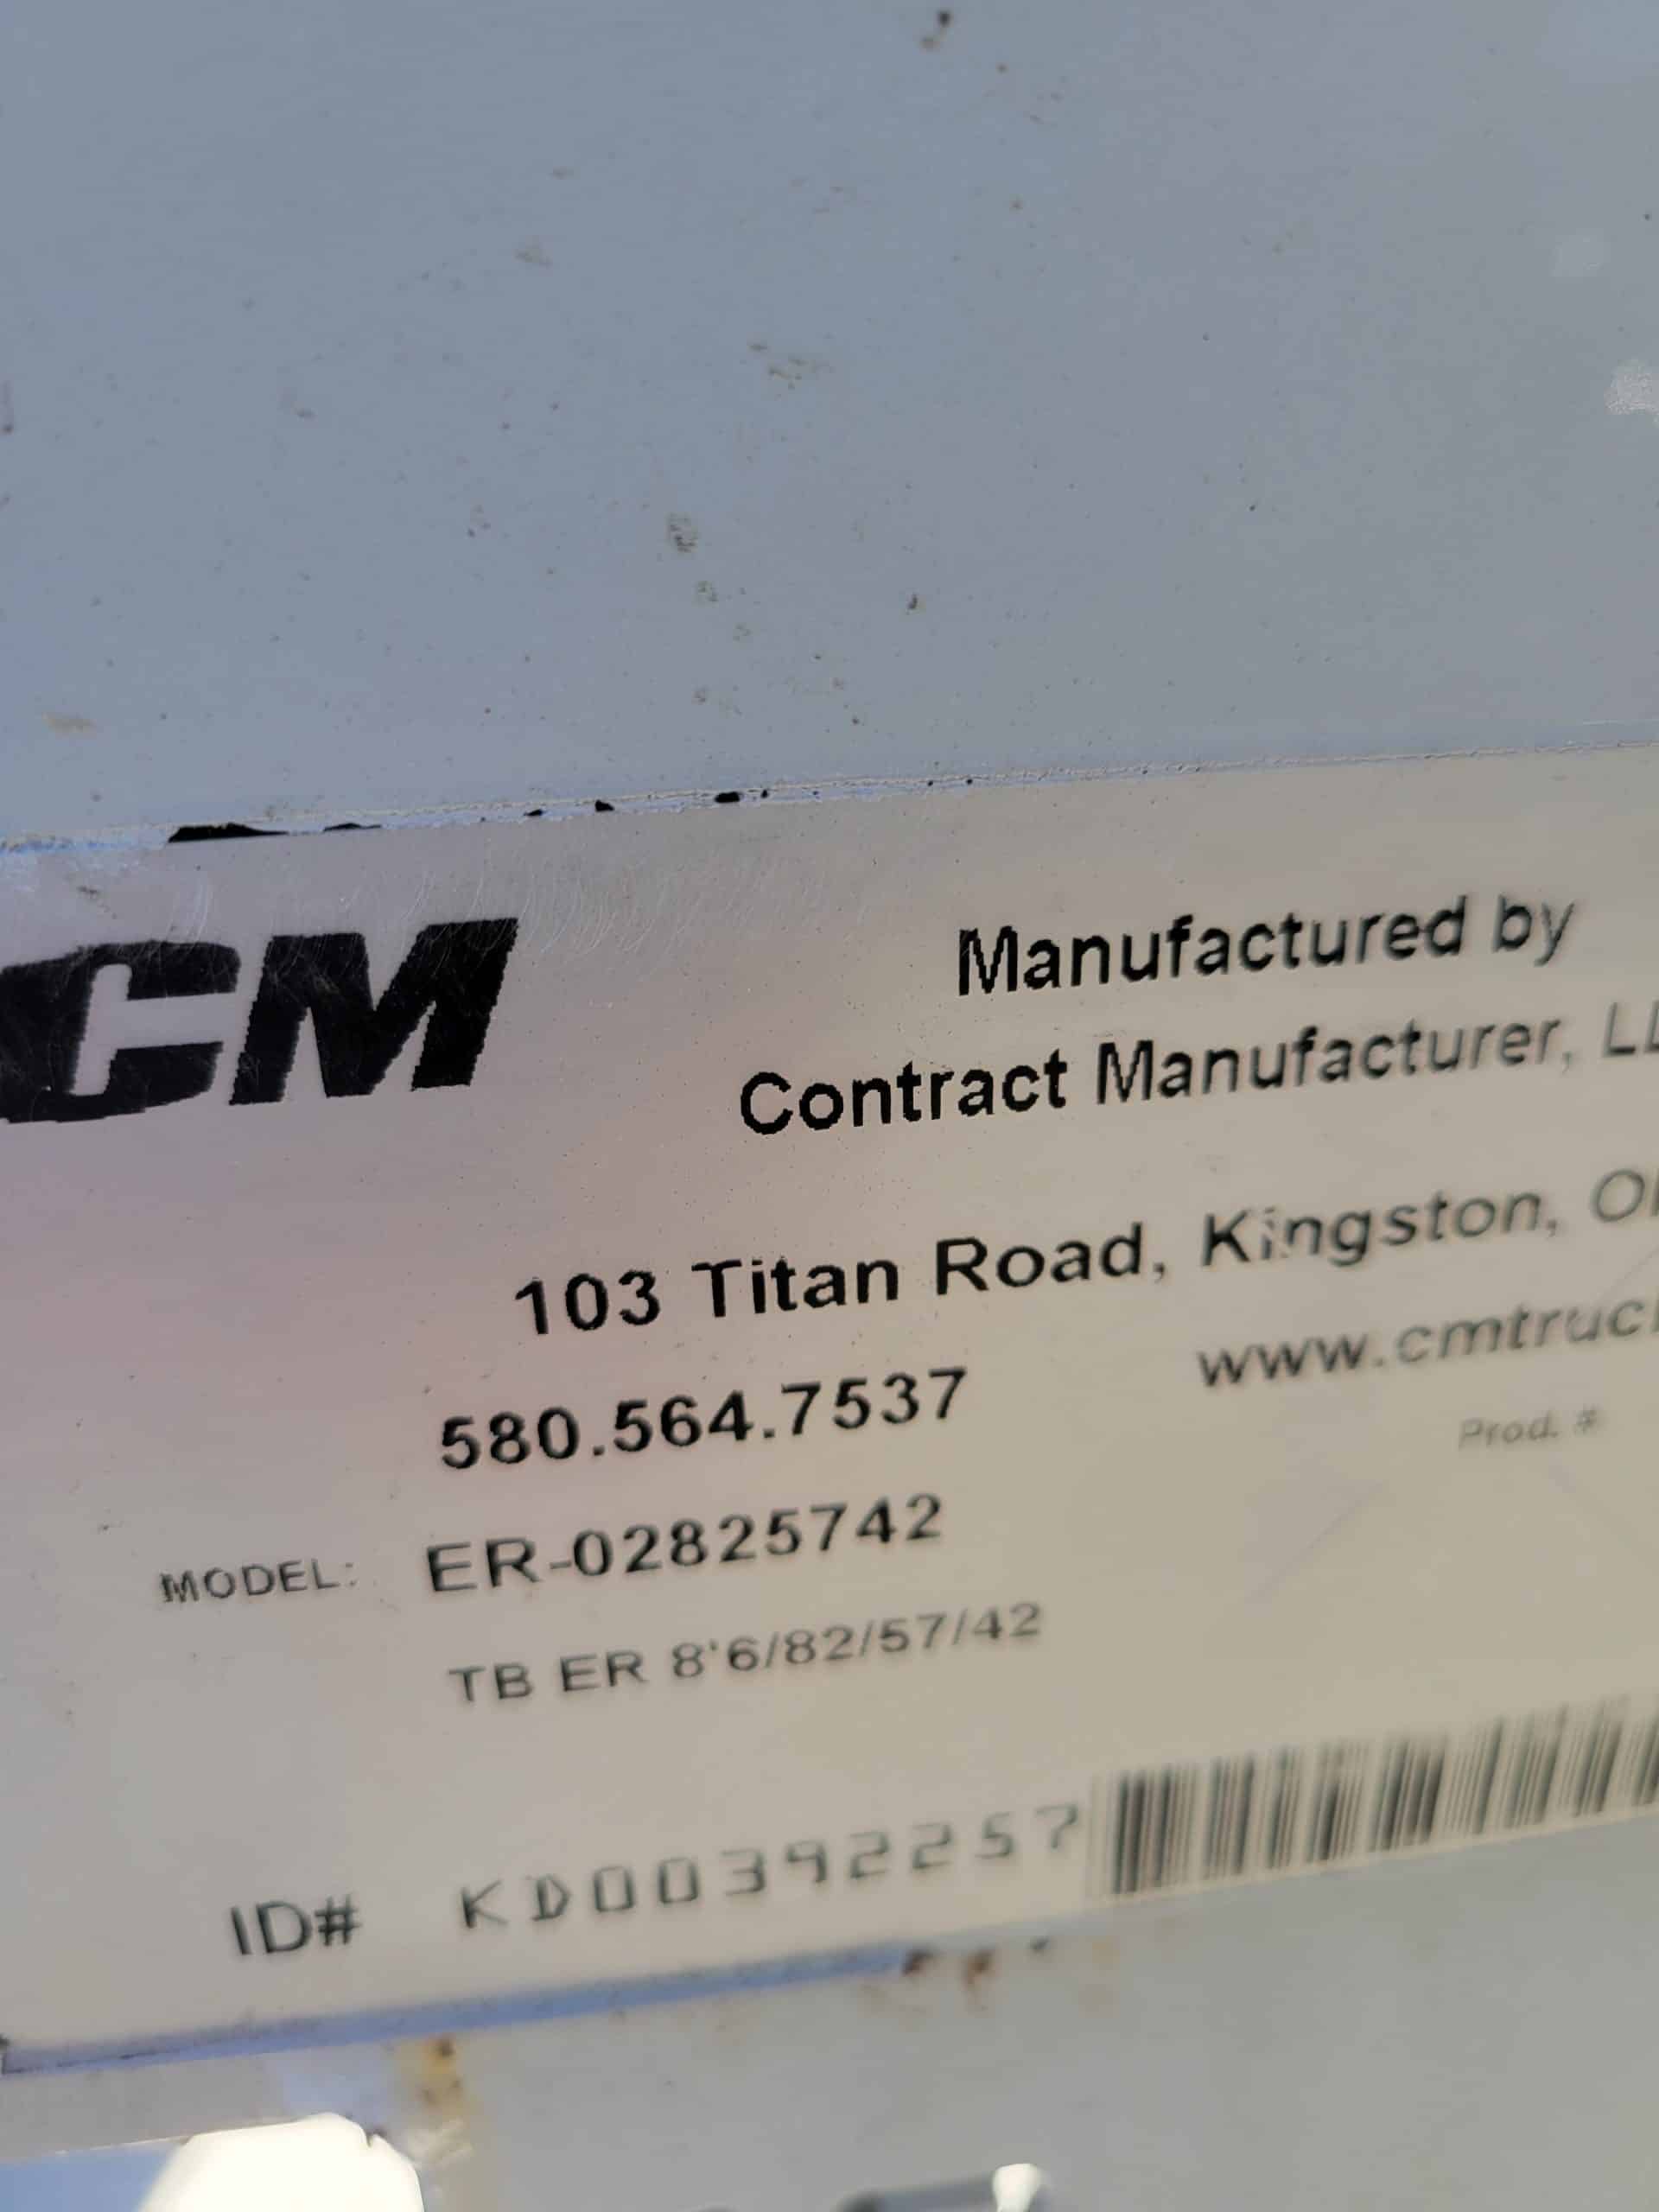 CM
Manufactured by
Contract Manufacturer, LL
103 Titan Road, Kingston, O
580.564.7537
www.cmtruc
Prod. #
MODEL: ER-02825742
TB ER 8'6/82/57/42
ID# KD00392257